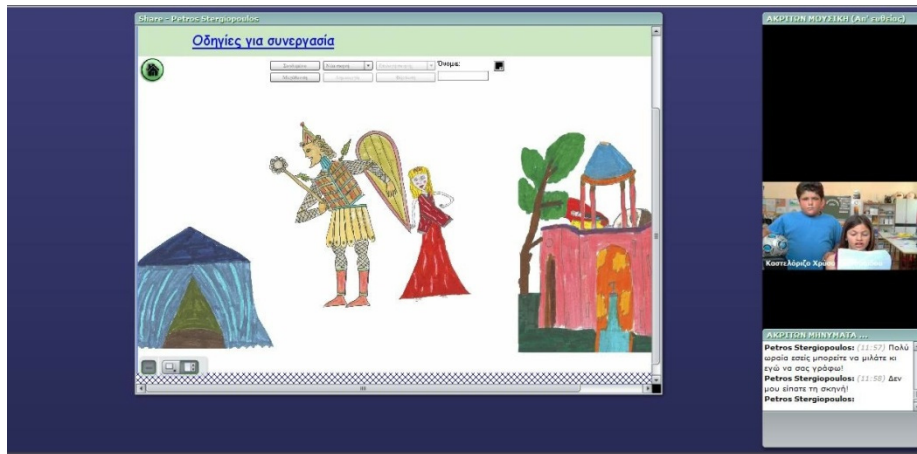 Share - Petros Stergiopoulos
Οδηγίες για συνεργασία
Όνομα:
ΑΚΡΙΤΩΝ ΜΟΥΣΙΚΗ (Απ' ευθείας)
Καστελόριζο
ΑΚΡΙΤΩΝ ΜΗΝΥΜΑΤΑ ...
Petros Stergiopoulos: (11:57) Πολύ
ωραία εσείς μπορείτε να μιλάτε κι
εγώ να σας γράφω!
Petros Stergiopoulos: (11:58) Δεν
μου είπατε τη σκηνή!
Petros Stergiopoulos: